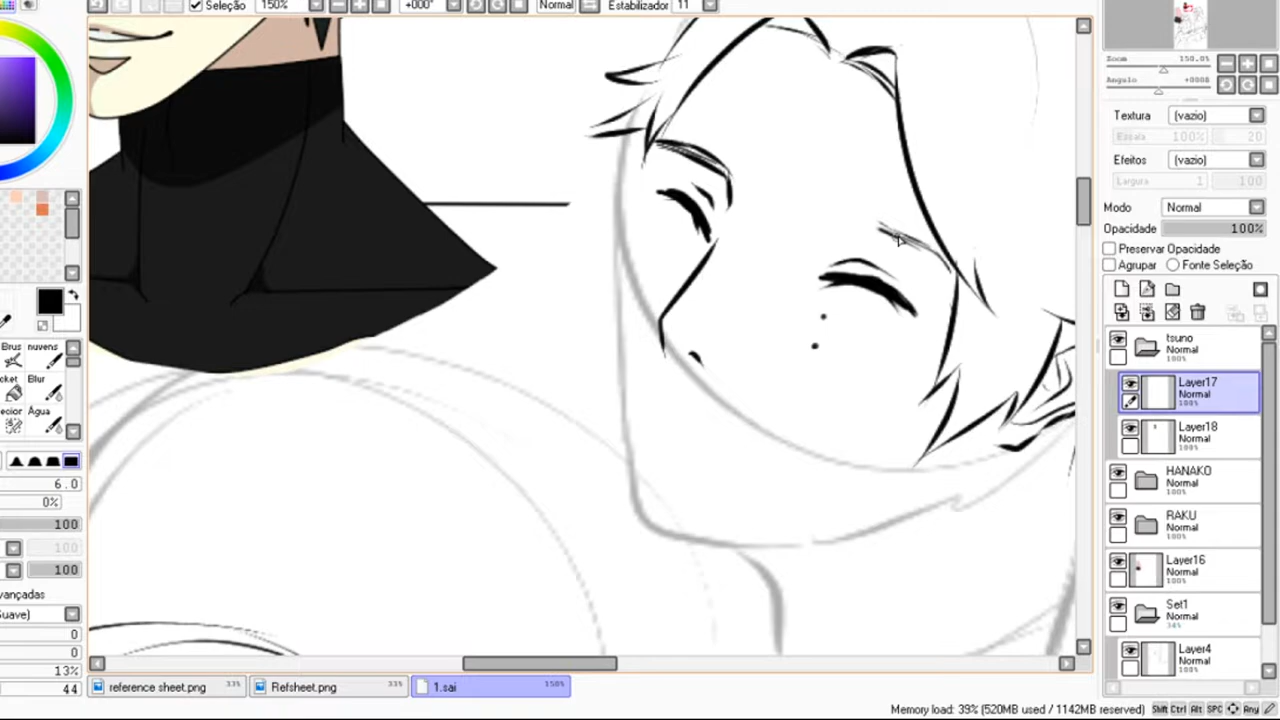 Seleção 150% +000° Normal Estabilizador 11
Zoom 150.0%
Angulo +000°
Textura (vazio)
Escala 100% 20
Efeitos (vazio)
Largura 1 100
Modo Normal
Opacidade 100%
Preservar Opacidade
Agrupar Fonte Seleção
Brus nuvens
cket Blur
lecior Água
6.0
0%
100
100
100
vançadas
Suave)
0
0
13%
44
tsuno
Normal
100%
Layer17
Normal
100%
Layer18
Normal
100%
HANAKO
Normal
100%
RAKU
Normal
100%
Layer16
Normal
100%
Set1
Normal
34%
Layer4
Normal
100%
reference sheet.png 33% Refsheet.png 33% 1.sai 150%
Memory load: 39% (520MB used / 1142MB reserved) Shift Ctrl Alt SPC Any